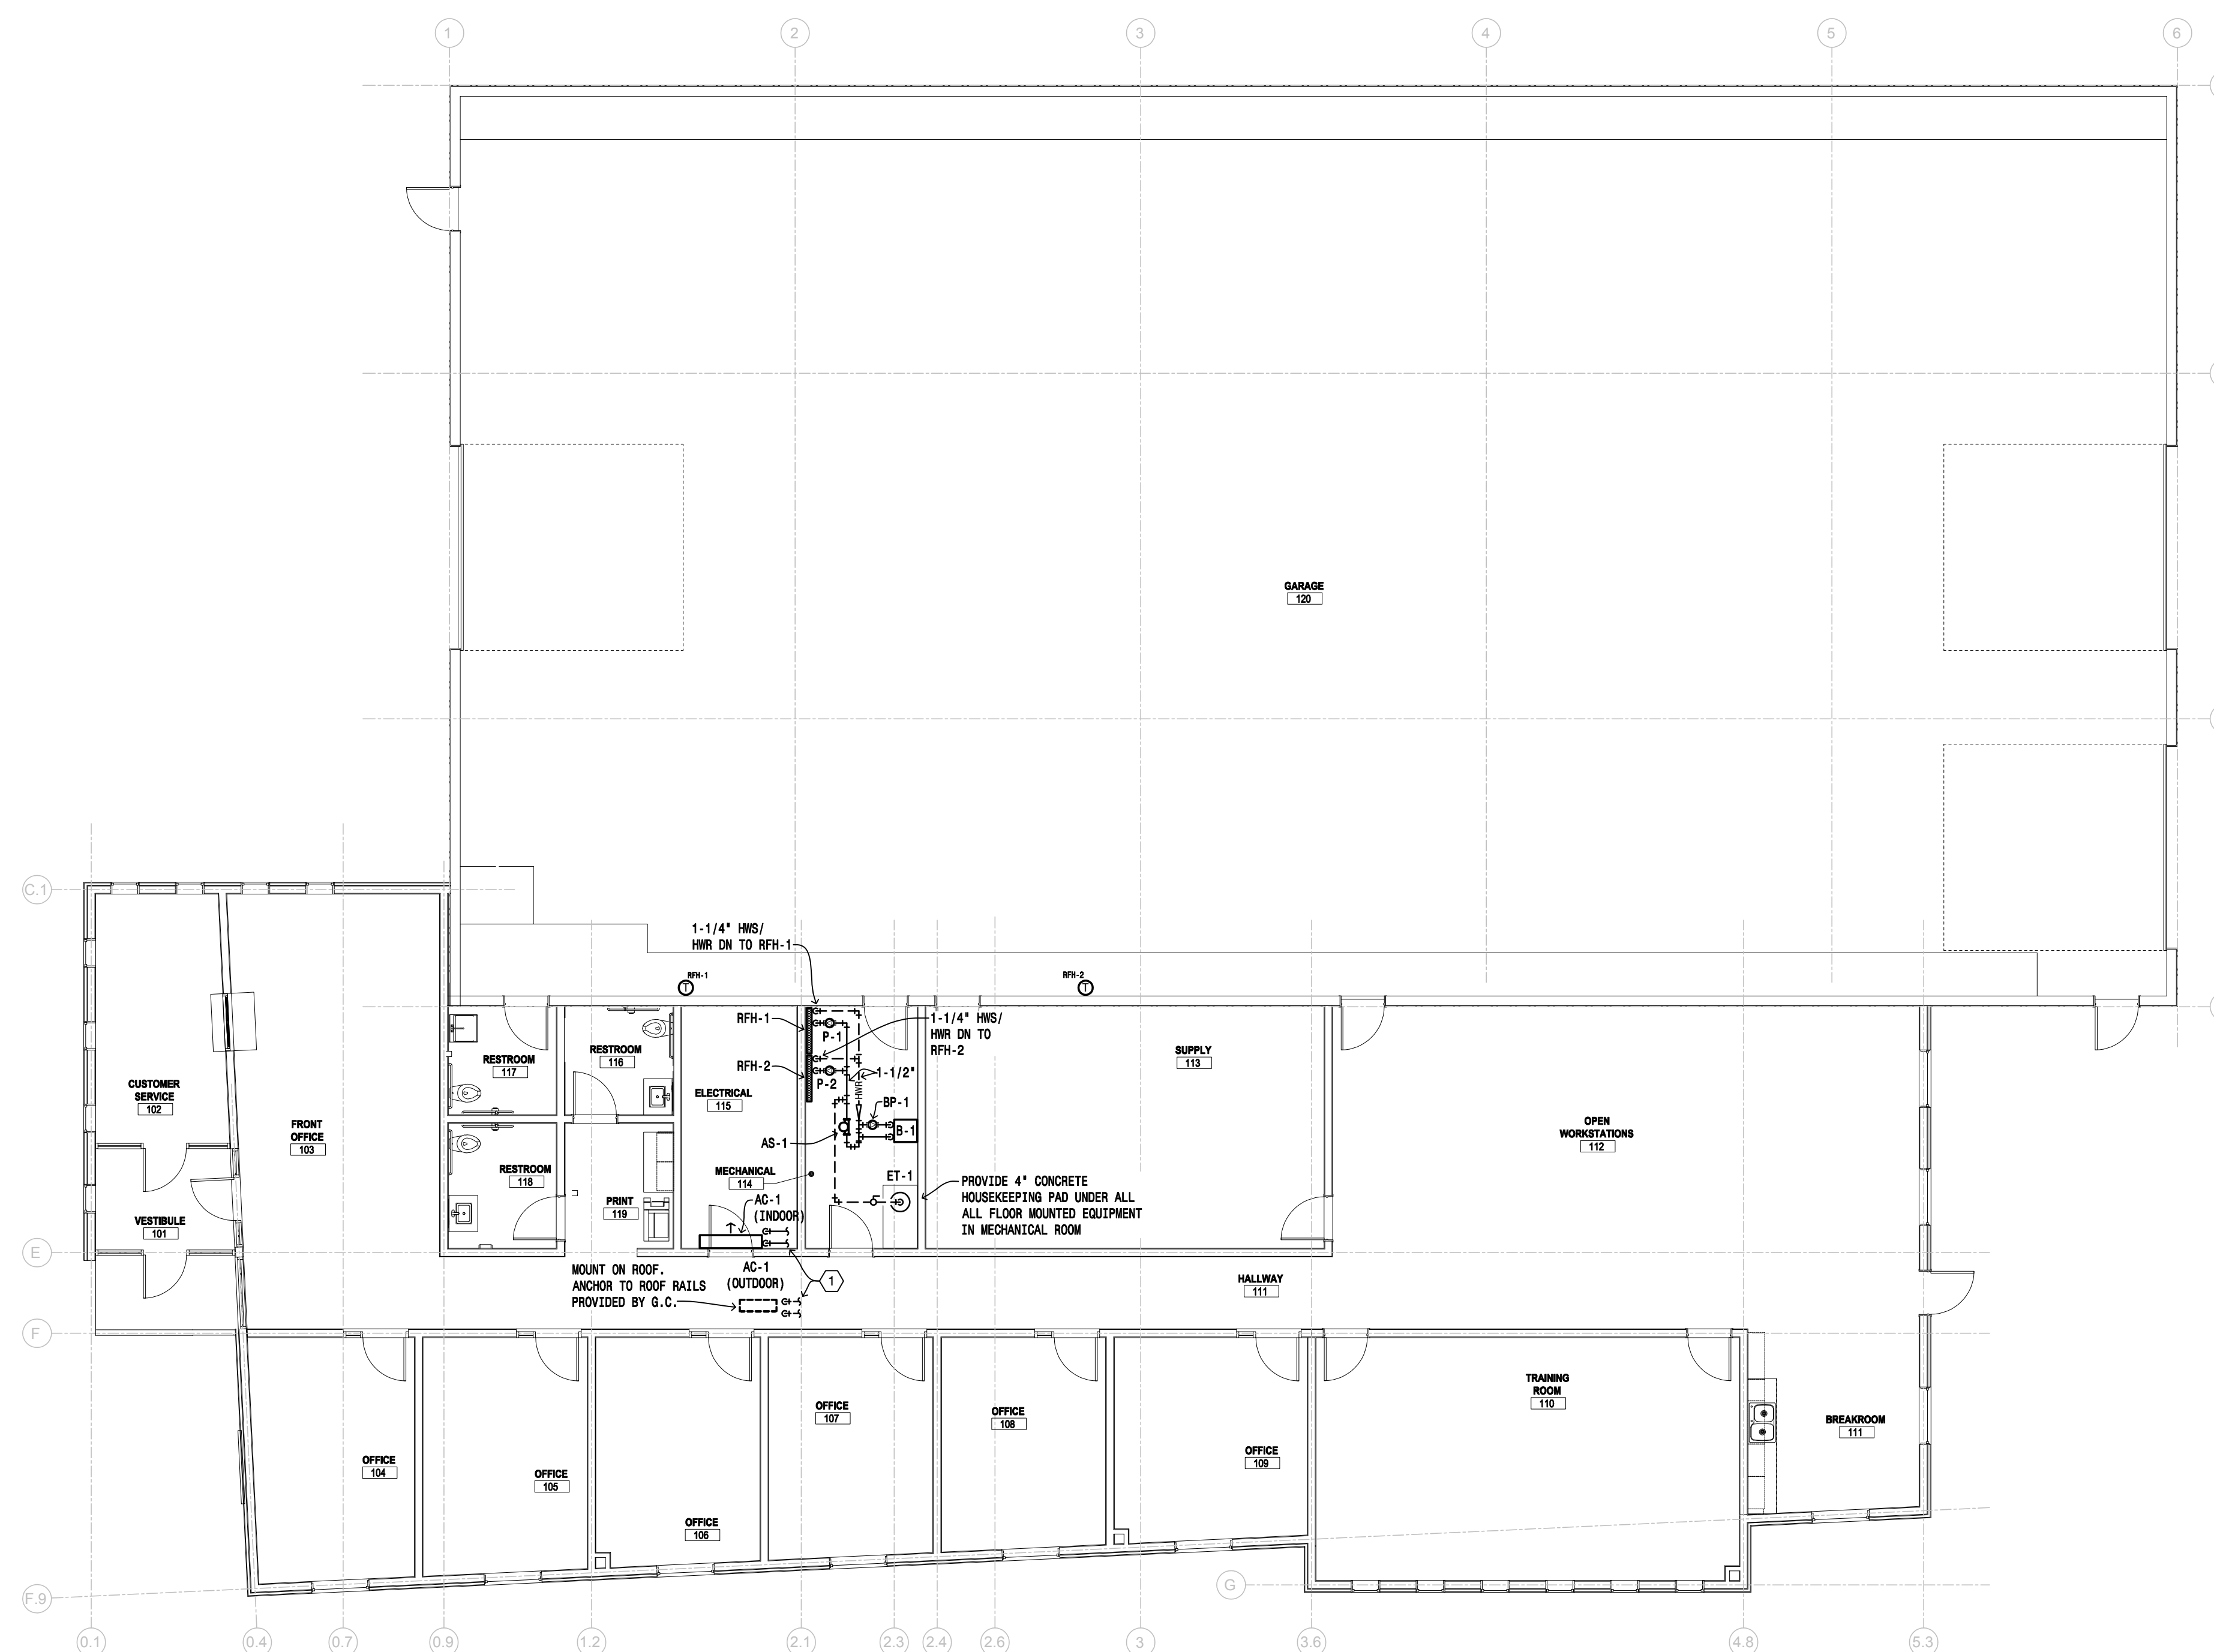 1
2
3
4
5
6
GARAGE
120
C.1
1-1/4" HWS/
HWR DN TO RFH-1
RFH-1
T
RFH-2
T
RFH-1
P-1
1-1/4" HWS/
HWR DN TO
RFH-2
RFH-2
P-2
1-1/2"
HWR
BP-1
B-1
AS-1
ET-1
RESTROOM
117
RESTROOM
116
ELECTRICAL
115
SUPPLY
113
CUSTOMER
SERVICE
102
FRONT
OFFICE
103
OPEN
WORKSTATIONS
112
RESTROOM
118
MECHANICAL
114
PRINT
119
AC-1
(INDOOR)
PROVIDE 4" CONCRETE
HOUSEKEEPING PAD UNDER ALL
ALL FLOOR MOUNTED EQUIPMENT
IN MECHANICAL ROOM
VESTIBULE
101
E
MOUNT ON ROOF.
ANCHOR TO ROOF RAILS
PROVIDED BY G.C.
AC-1
(OUTDOOR)
1
HALLWAY
111
F
OFFICE
104
OFFICE
105
OFFICE
106
OFFICE
107
OFFICE
108
OFFICE
109
TRAINING
ROOM
110
BREAKROOM
111
G
F.9
0.1
0.4
0.7
0.9
1.2
2.1
2.3
2.4
2.6
3
3.6
4.8
5.3